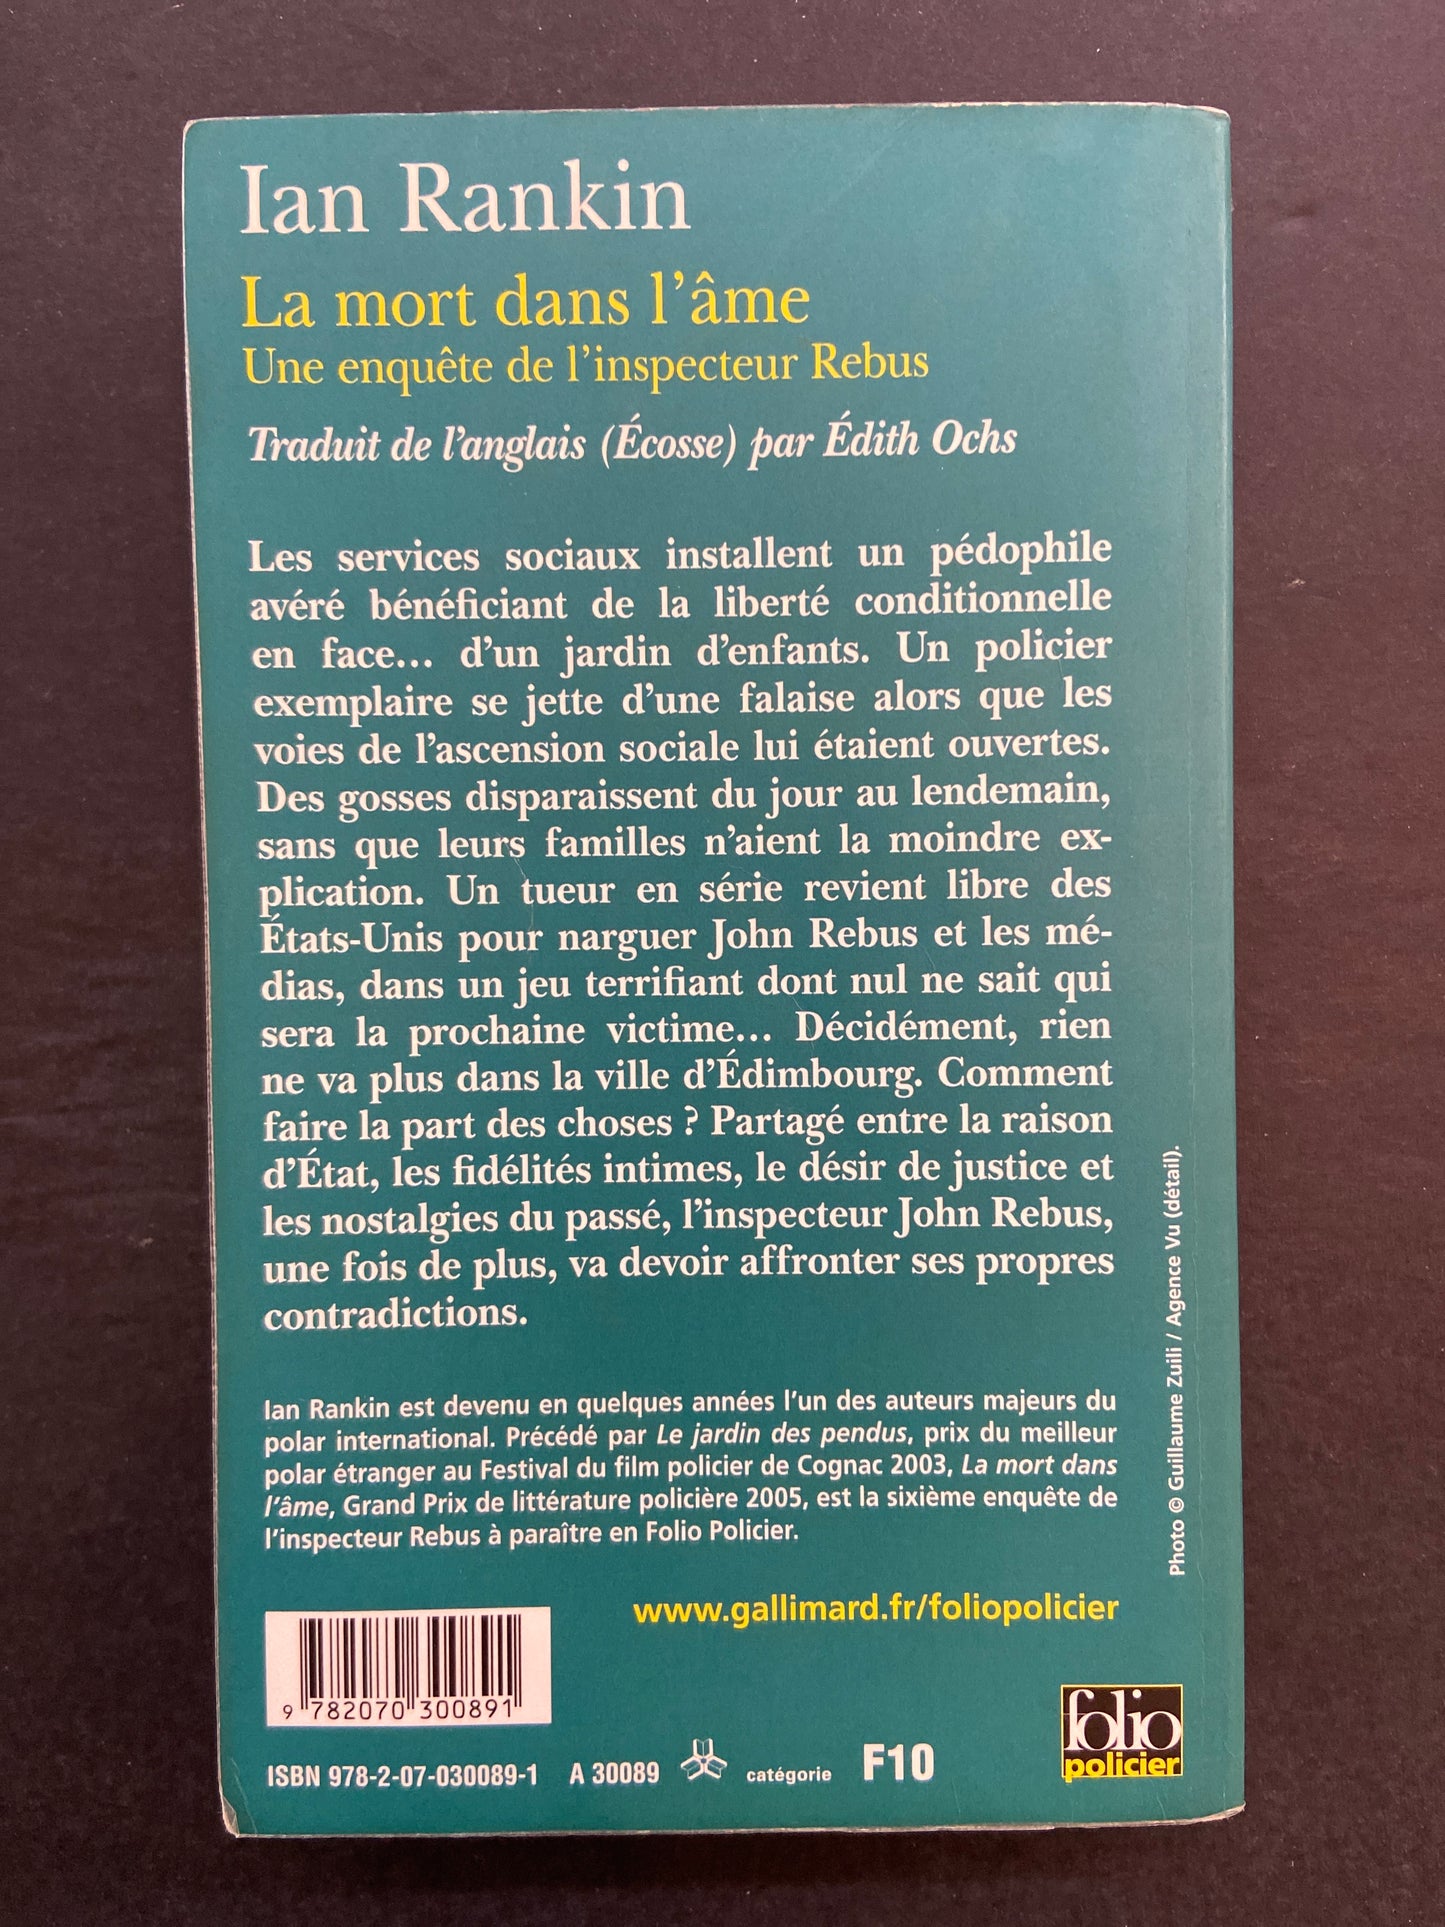 Ian Rankin
La mort dans l’âme
Une enquête de l’inspecteur Rebus
Traduit de l’anglais (Écosse) par Édith Ochs
Les services sociaux installent un pédophile
avéré bénéficiant de la liberté conditionnelle
en face... d’un jardin d’enfants. Un policier
exemplaire se jette d’une falaise alors que les
voies de l’ascension sociale lui étaient ouvertes.
Des gosses disparaissent du jour au lendemain,
sans que leurs familles n’aient la moindre ex-
plication. Un tueur en série revient libre des
États-Unis pour narguer John Rebus et les mé-
dias, dans un jeu terrifiant dont nul ne sait qui
sera la prochaine victime... Décidément, rien
ne va plus dans la ville d’Édimbourg. Comment
faire la part des choses ? Partagé entre la raison
d’État, les fidélités intimes, le désir de justice et
les nostalgies du passé, l’inspecteur John Rebus,
une fois de plus, va devoir affronter ses propres
contradictions.
Ian Rankin est devenu en quelques années l’un des auteurs majeurs du
polar international. Précédé par Le jardin des pendus, prix du meilleur
polar étranger au Festival du film policier de Cognac 2003, La mort dans
l’âme, Grand Prix de littérature policière 2005, est la sixième enquête de
l’inspecteur Rebus à paraître en Folio Policier.
Photo © Guillaume Zuili / Agence Vu (détail).
www.gallimard.fr/foliopolicier
9 782070 300891
ISBN 978-2-07-030089-1 A 30089 catégorie F10
folio
policier